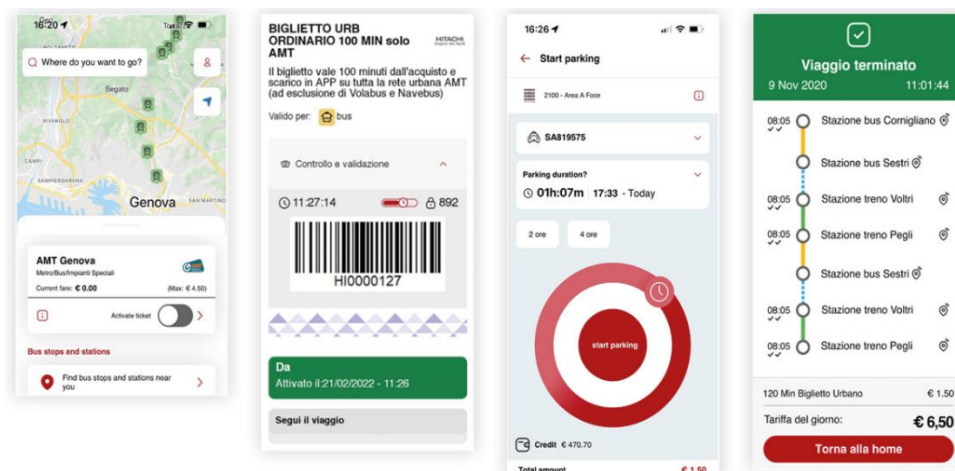 16:20
Where do you want to go?
Begato
RIVAROLO
CAMPI
SAMPIERDARENA
Genova
SAN MARTINO
AMT Genova
Metro/Bus/Impianti Speciali
Current fare: € 0.00
(Max: € 4.50)
Activate ticket
Bus stops and stations
Find bus stops and stations near
you
BIGLIETTO URB
ORDINARIO 100 MIN solo
AMT
HITACHI
Il biglietto vale 100 minuti dall'acquisto e
scarico in APP su tutta la rete urbana AMT
(ad esclusione di Volabus e Navebus)
Valido per: bus
Controllo e validazione
11:27:14 892
HI0000127
Da
Attivato il:21/02/2022 - 11:26
Segui il viaggio
16:26
Start parking
2100 - Area A Foce
SA819575
Parking duration?
01h:07m 17:33 - Today
2 ore 4 ore
start parking
Credit € 470.70
Total amount € 1.50
Viaggio terminato
9 Nov 2020 11:01:44
08:05 Stazione bus Cornigliano
Stazione bus Sestri
08:05 Stazione treno Voltri
08:05 Stazione treno Pegli
Stazione bus Sestri
08:05 Stazione treno Voltri
08:05 Stazione treno Pegli
120 Min Biglietto Urbano € 1.50
Tariffa del giorno: € 6,50
Torna alla home